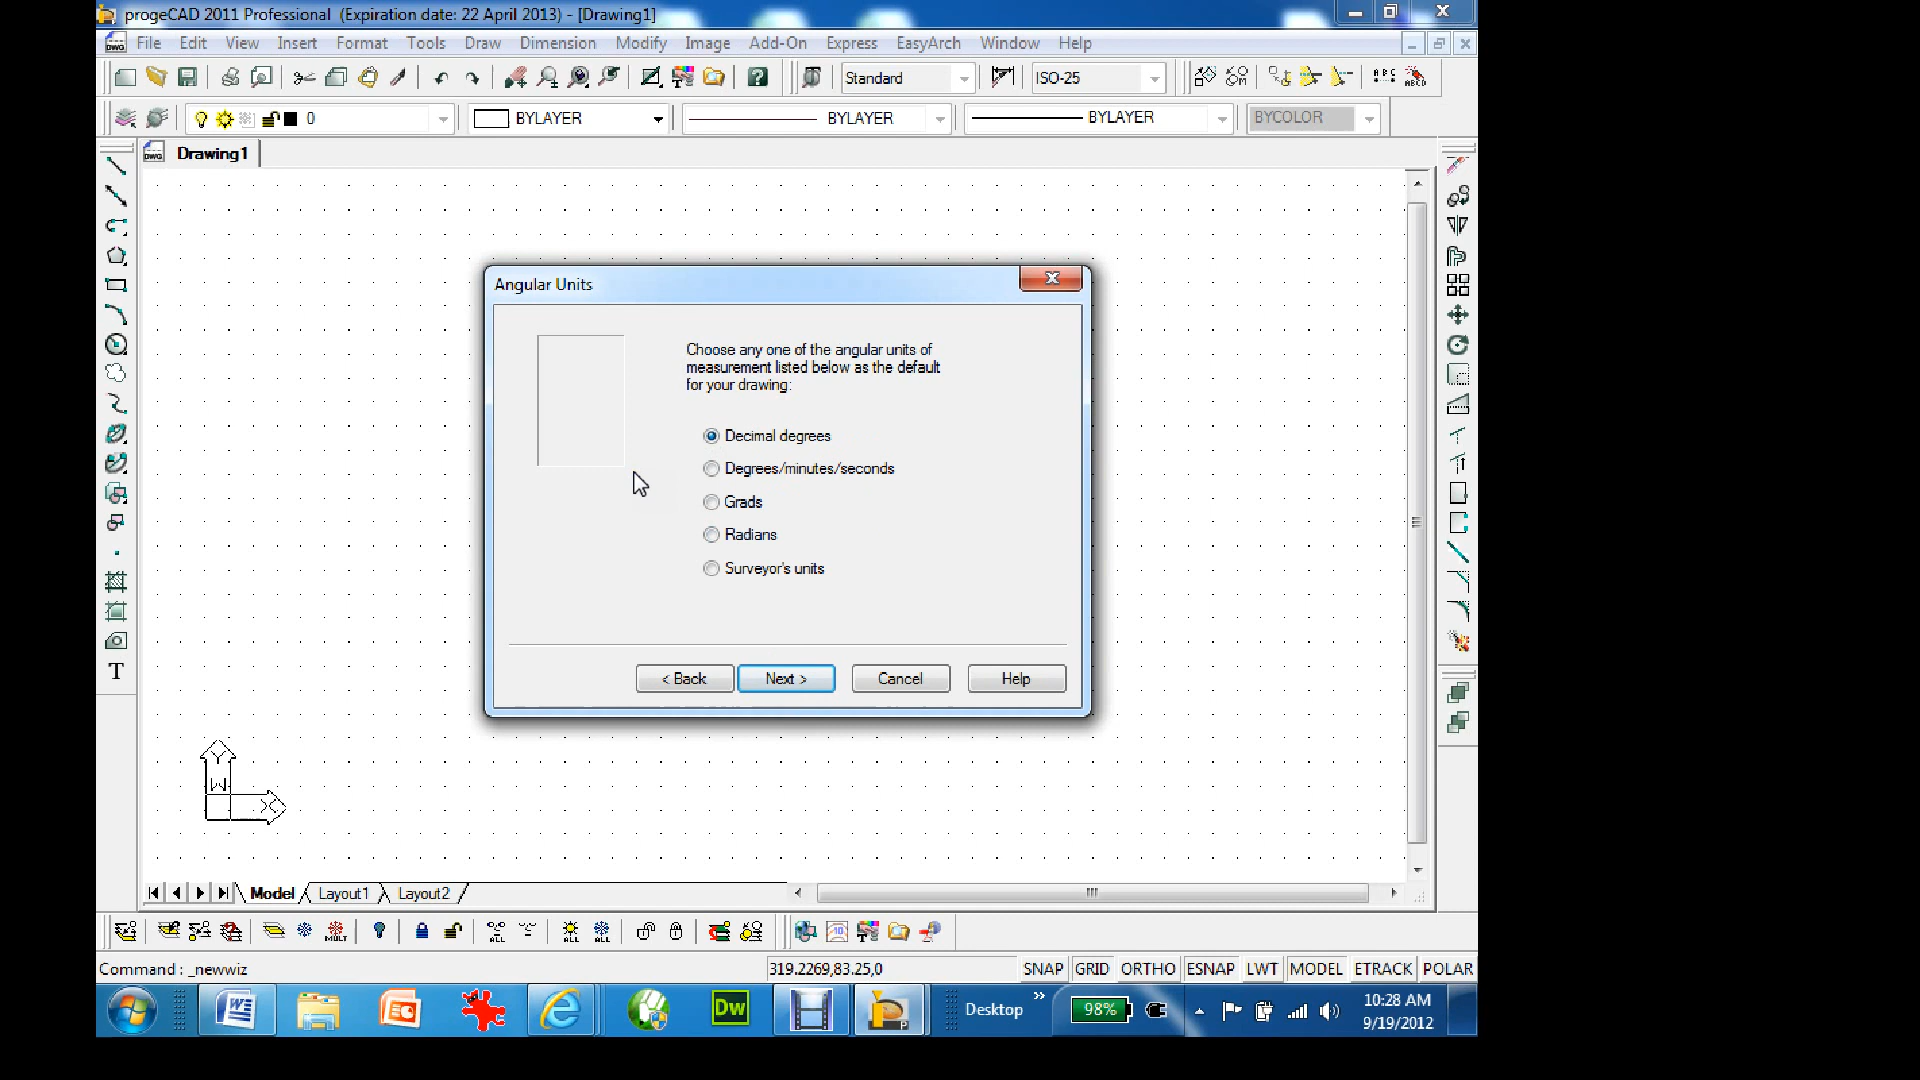 progeCAD 2011 Professional (Expiration date: 22 April 2013) - [Drawing1]
File Edit View Insert Format Tools Draw Dimension Modify Image Add-On Express EasyArch Window Help
Standard ISO-25
0 BYLAYER BYLAYER BYLAYER BYCOLOR
Drawing1
Angular Units
Choose any one of the angular units of
measurement listed below as the default
for your drawing:
Decimal degrees
Degrees/minutes/seconds
Grads
Radians
Surveyor's units
< Back Next > Cancel Help
Y
W
X
T
Model Layout1 Layout2
MULT ALL ALL ALL
Command : _newwiz 319.2269,83.25,0 SNAP GRID ORTHO ESNAP LWT MODEL ETRACK POLAR
Dw Desktop » 98% 10:28 AM
9/19/2012